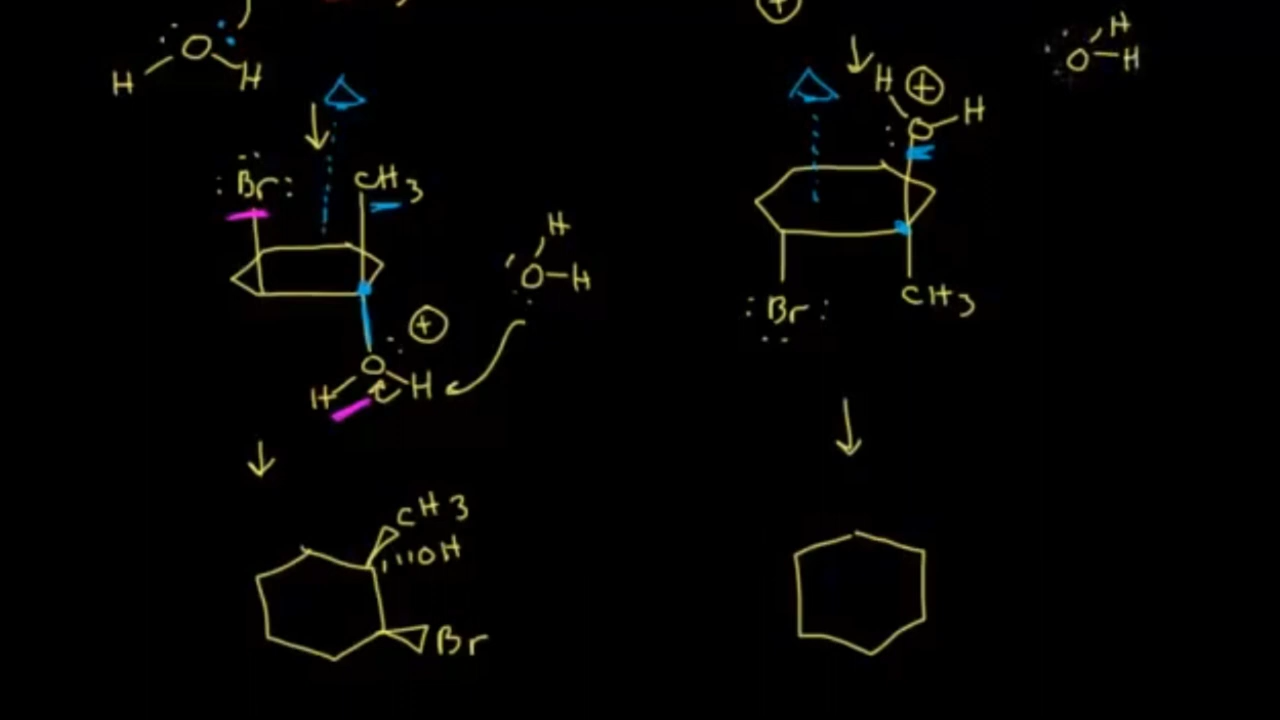 +
H
:O:
H
H
O
H
H
+
H
:O
:Br:
CH3
H
O-H
:Br:
CH3
+
:O
H
H
CH3
'''OH
Br